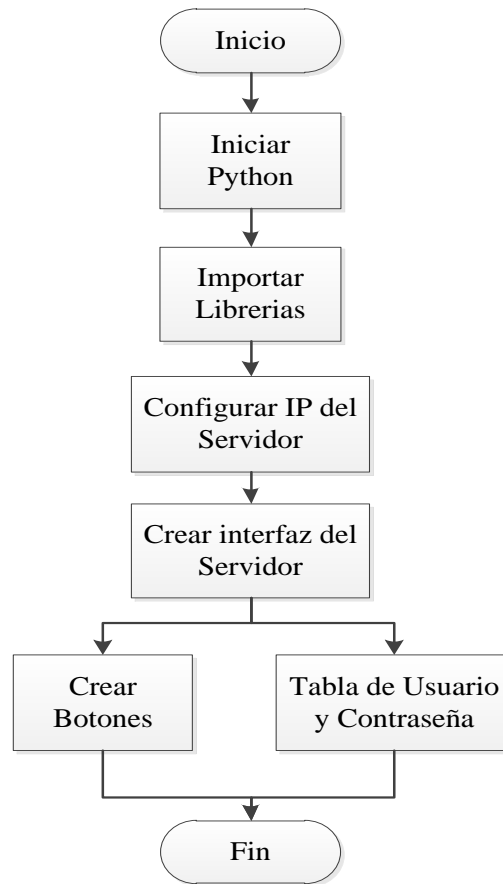 Inicio
Iniciar
Python
Importar
Librerias
Configurar IP del
Servidor
Crear interfaz del
Servidor
Crear
Botones
Tabla de Usuario
y Contraseña
Fin